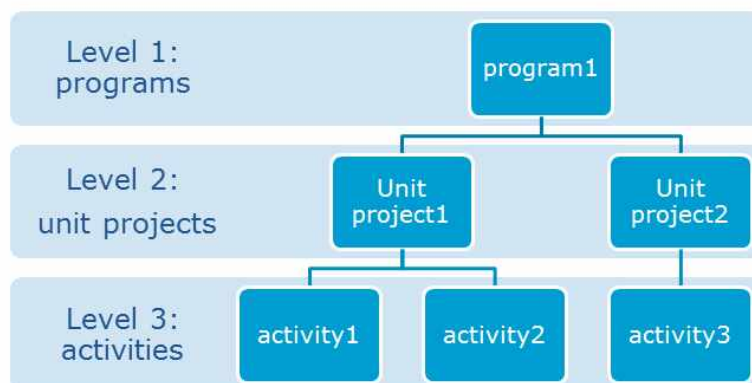 Level 1:
programs
program1
Level 2:
unit projects
Unit
project1
Unit
project2
Level 3:
activities
activity1
activity2
activity3